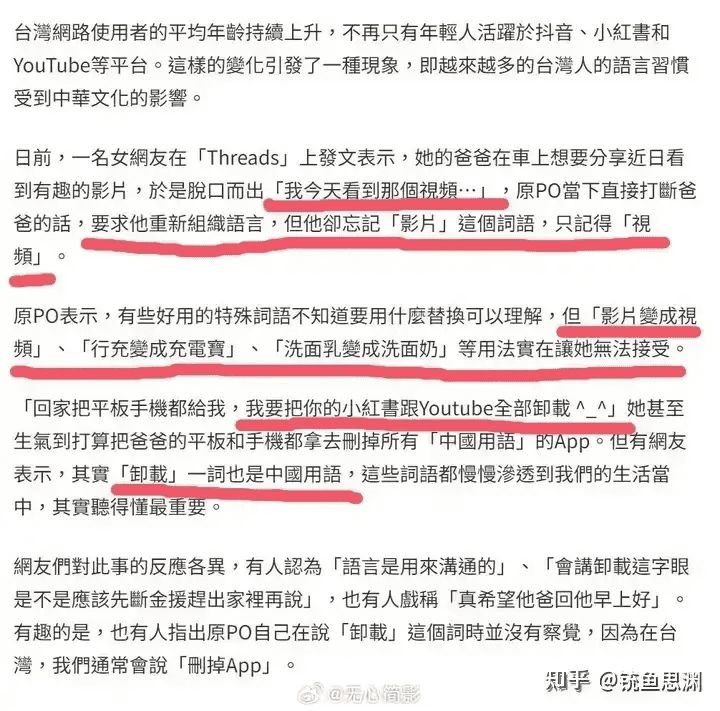 台灣網路使用者的平均年齡持續上升，不再只有年輕人活躍於抖音、小紅書和
YouTube等平台。這樣的變化引發了一種現象，即越來越多的台灣人的語言習慣
受到中華文化的影響。
日前，一名女網友在「Threads」上發文表示，她的爸爸在車上想要分享近日看
到有趣的影片，於是脫口而出「我今天看到那個視頻⋯」，原PO當下直接打斷爸
爸的話，要求他重新組織語言，但他卻忘記「影片」這個詞語，只記得「視
頻」。
原PO表示，有些好用的特殊詞語不知道要用什麼替換可以理解，但「影片變成視
頻」、「行充變成充電寶」、「洗面乳變成洗面奶」等用法實在讓她無法接受。
「回家把平板手機都給我，我要把你的小紅書跟Youtube全部卸載 ^_^」她甚至
生氣到打算把爸爸的平板和手機都拿去刪掉所有「中國用語」的App。但有網友
表示，其實「卸載」一詞也是中國用語，這些詞語都慢慢滲透到我們的生活當
中，其實聽得懂最重要。
網友們對此事的反應各異，有人認為「語言是用來溝通的」、「會講卸載這字眼
是不是應該先斷金援趕出家裡再說」，也有人戲稱「真希望他爸回他早上好」。
有趣的是，也有人指出原PO自己在說「卸載」這個詞時並沒有察覺，因為在台
灣，我們通常會說「刪掉App」。
@无心简影
知乎 @统鱼思渊